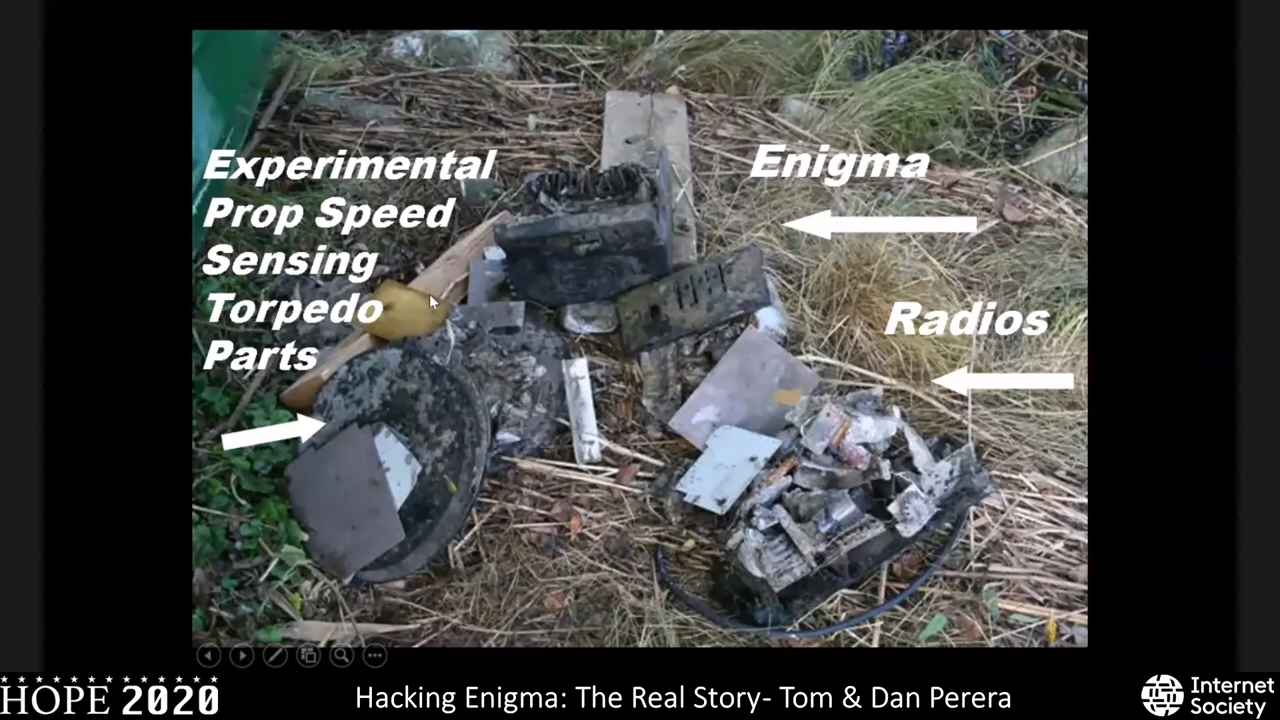 Experimental
Prop Speed
Sensing
Torpedo
Parts
Enigma
Radios
HOPE 2020
Hacking Enigma: The Real Story- Tom & Dan Perera
Internet
Society